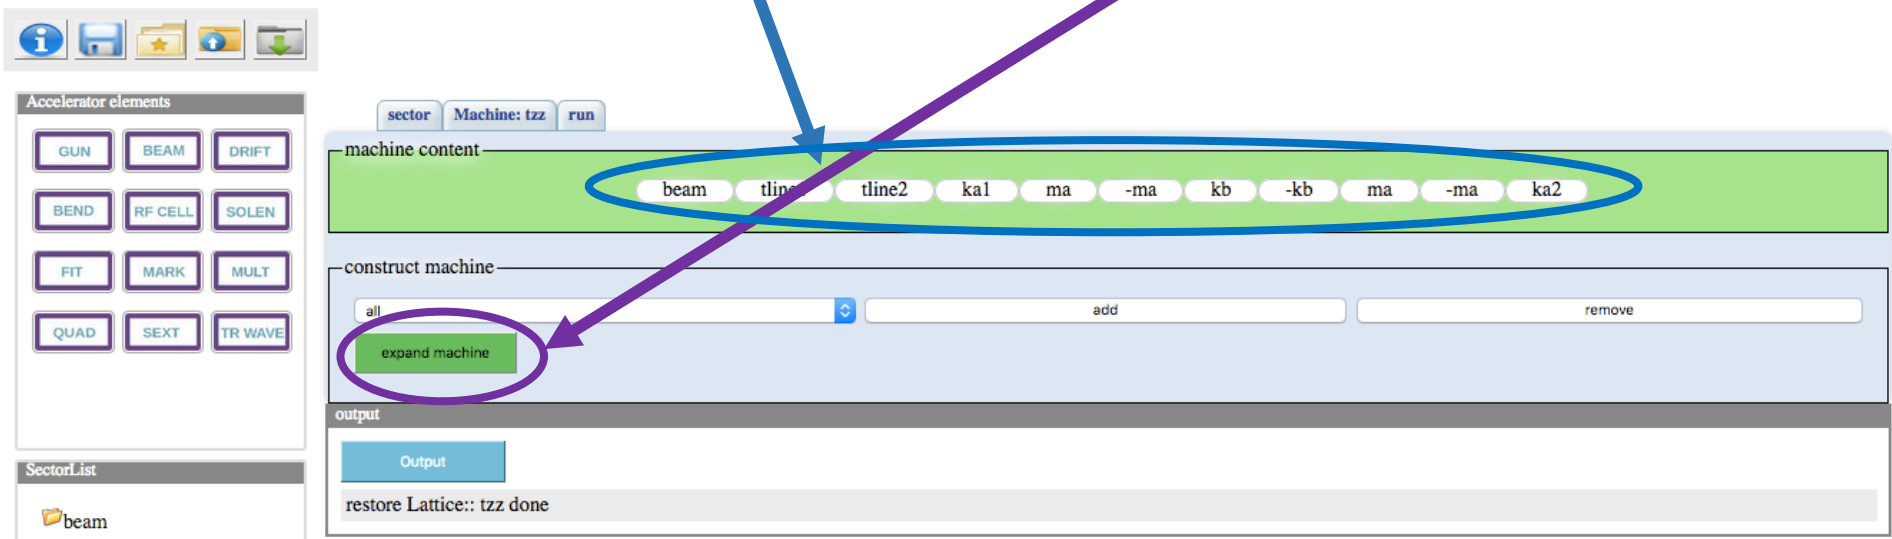 Accelerator elements
GUN BEAM DRIFT
BEND RF CELL SOLEN
FIT MARK MULT
QUAD SEXT TR WAVE
SectorList
beam
sector Machine: tzz run
machine content
beam tline2 ka1 ma -ma kb -kb ma -ma ka2
construct machine
all add remove
expand machine
output
Output
restore Lattice:: tzz done